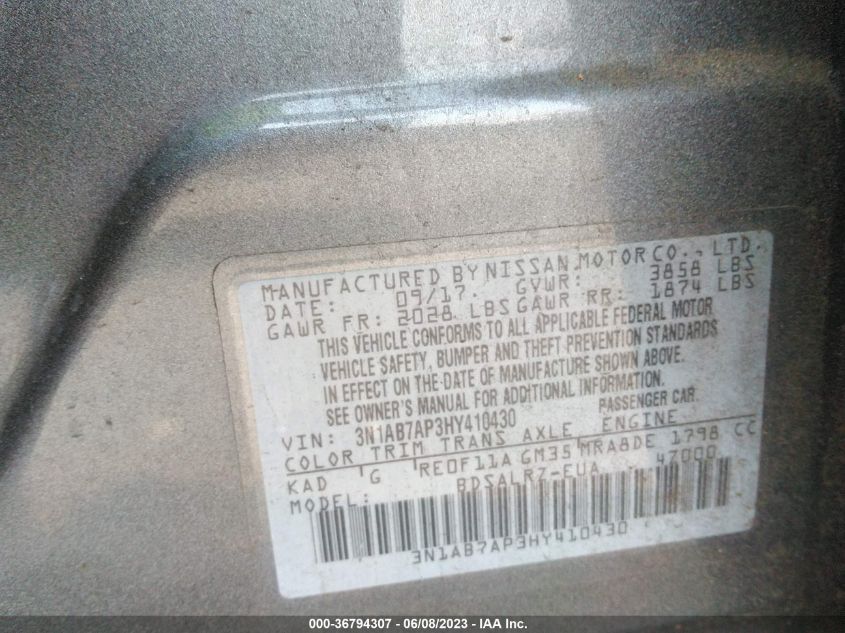 MANUFACTURED BY NISSAN MOTOR CO., LTD.
DATE: 09/17 GVWR: 3858 LBS
GAWR FR: 2028 LBS GAWR RR: 1874 LBS
THIS VEHICLE CONFORMS TO ALL APPLICABLE FEDERAL MOTOR
VEHICLE SAFETY, BUMPER AND THEFT PREVENTION STANDARDS
IN EFFECT ON THE DATE OF MANUFACTURE SHOWN ABOVE.
SEE OWNER'S MANUAL FOR ADDITIONAL INFORMATION.
VIN: 3N1AB7AP3HY410430 PASSENGER CAR
COLOR TRIM TRANS AXLE ENGINE
KAD G RE0F11A GM35 MRA8DE 1798 CC
MODEL: BDSALRZ-EUA 47000
3N1AB7AP3HY410430
000-36794307 - 06/08/2023 - IAA Inc.